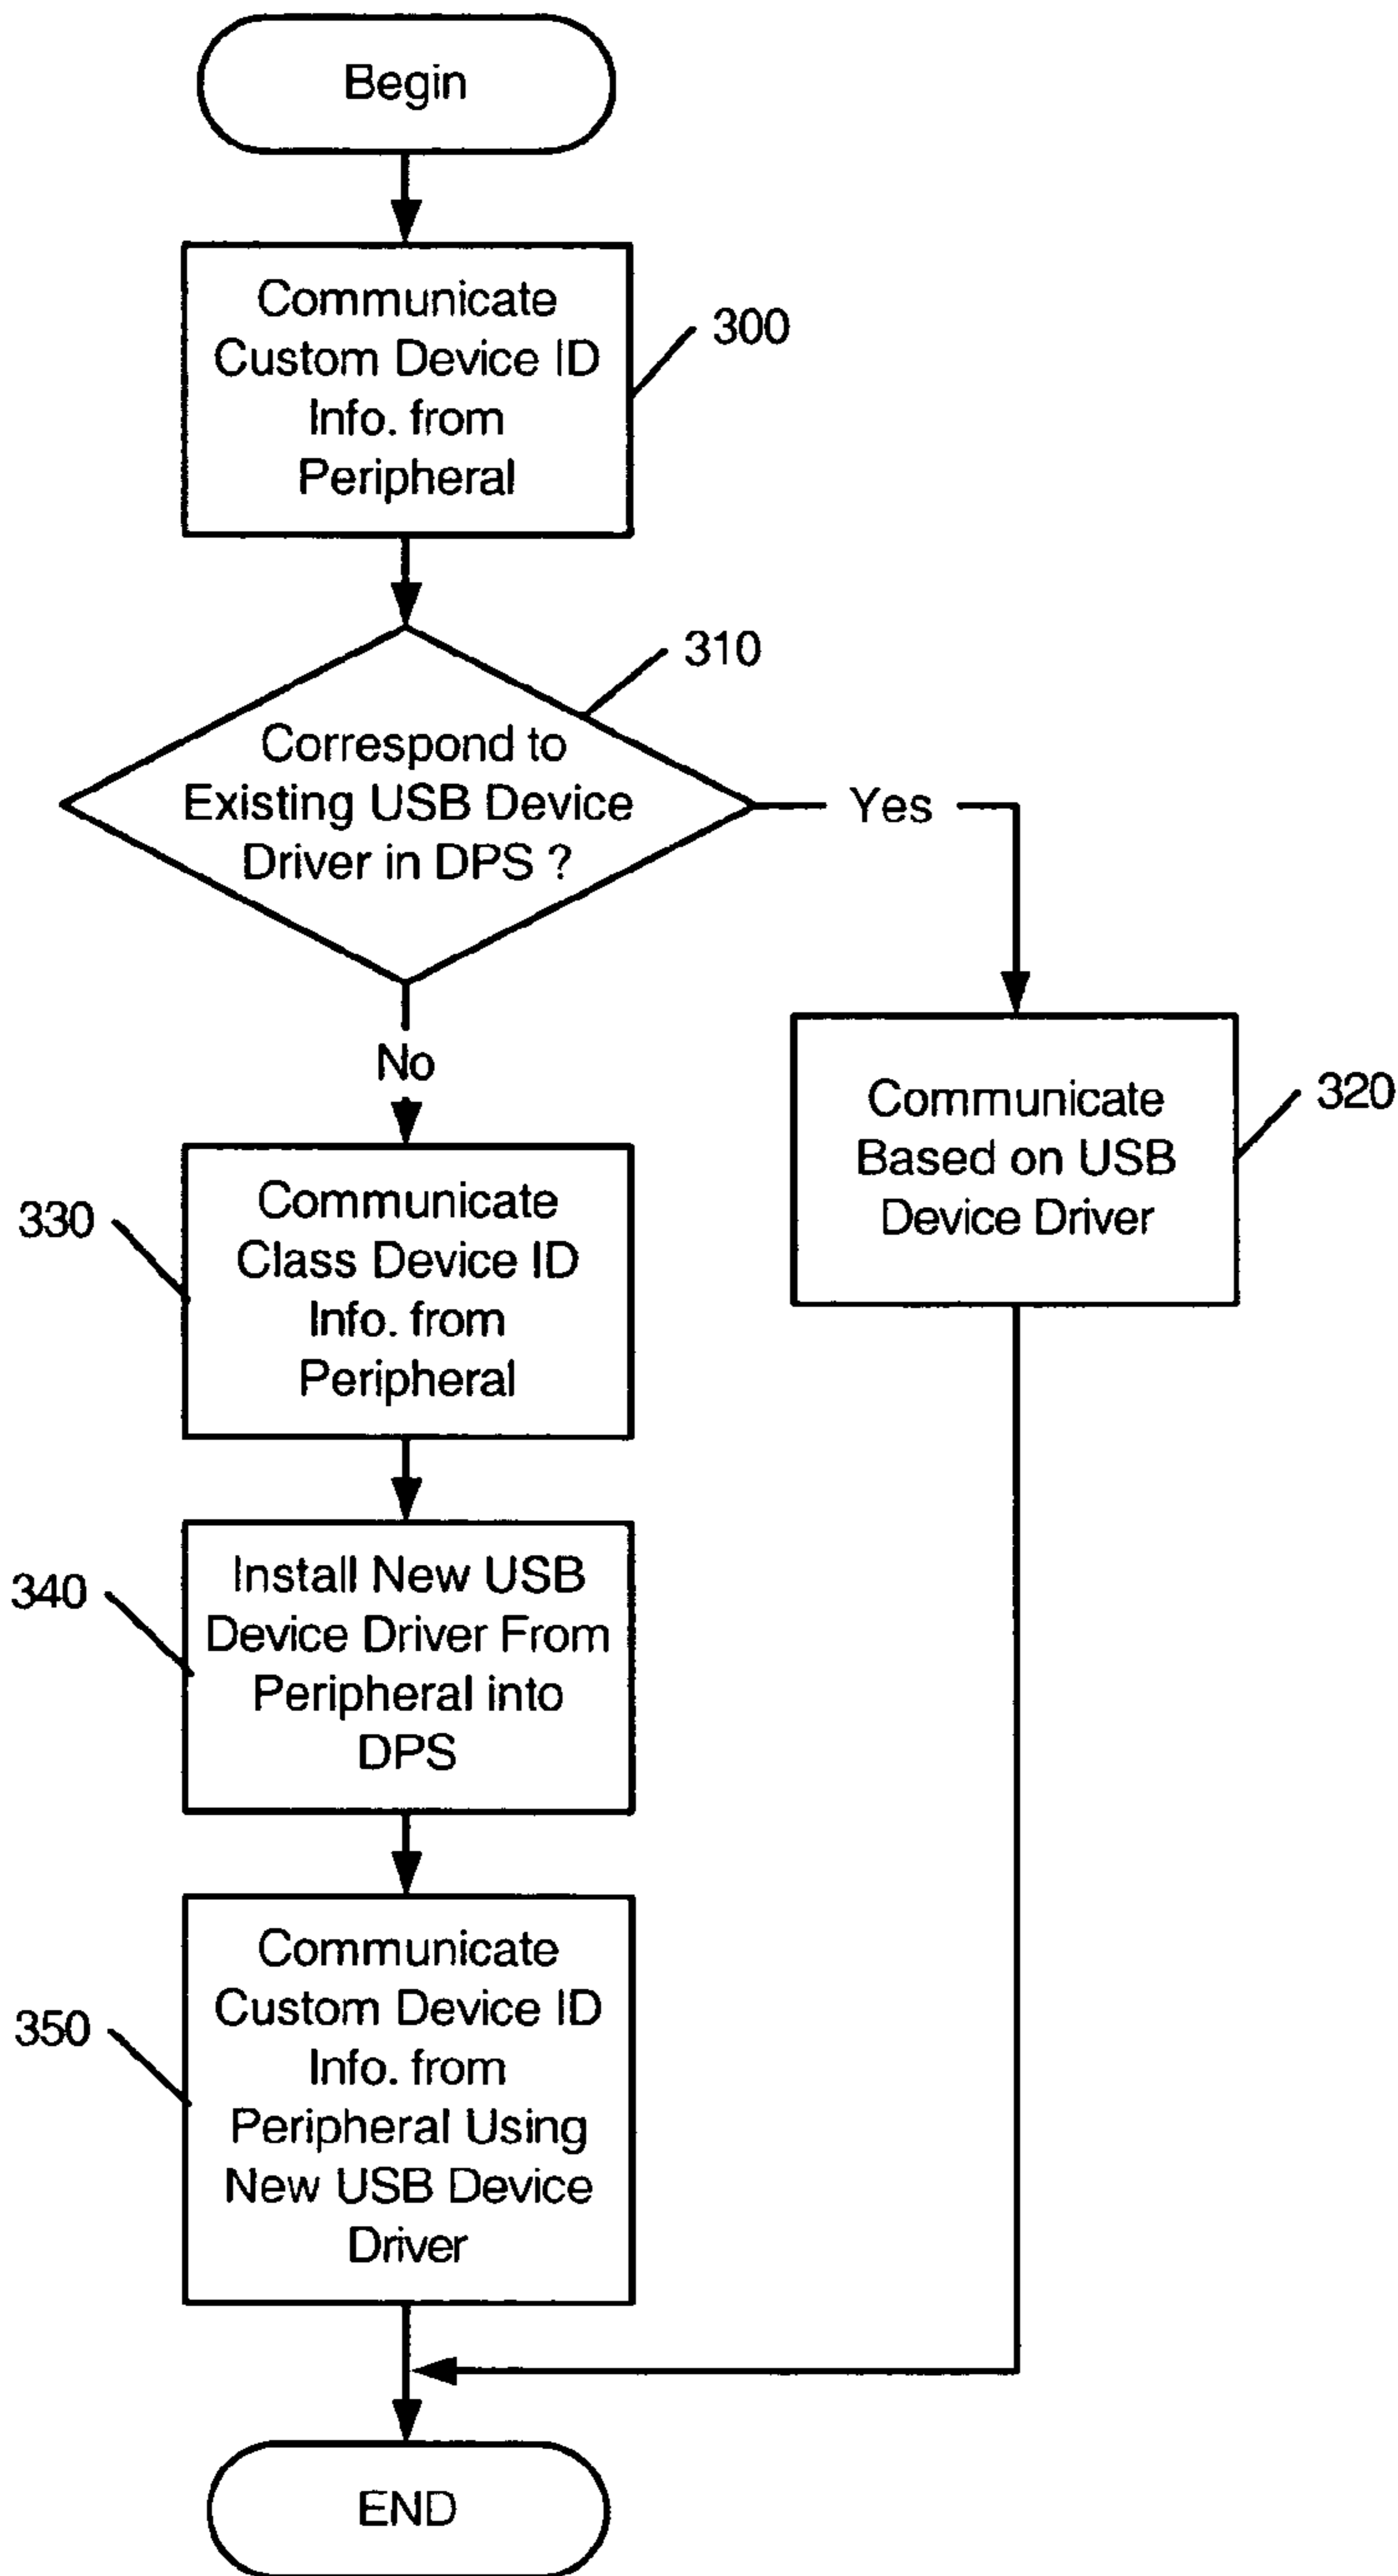 Begin
Communicate
Custom Device ID
Info. from
Peripheral
300
310
Correspond to
Existing USB Device
Driver in DPS ?
Yes
No
Communicate
Based on USB
Device Driver
320
330
Communicate
Class Device ID
Info. from
Peripheral
340
Install New USB
Device Driver From
Peripheral into
DPS
350
Communicate
Custom Device ID
Info. from
Peripheral Using
New USB Device
Driver
END